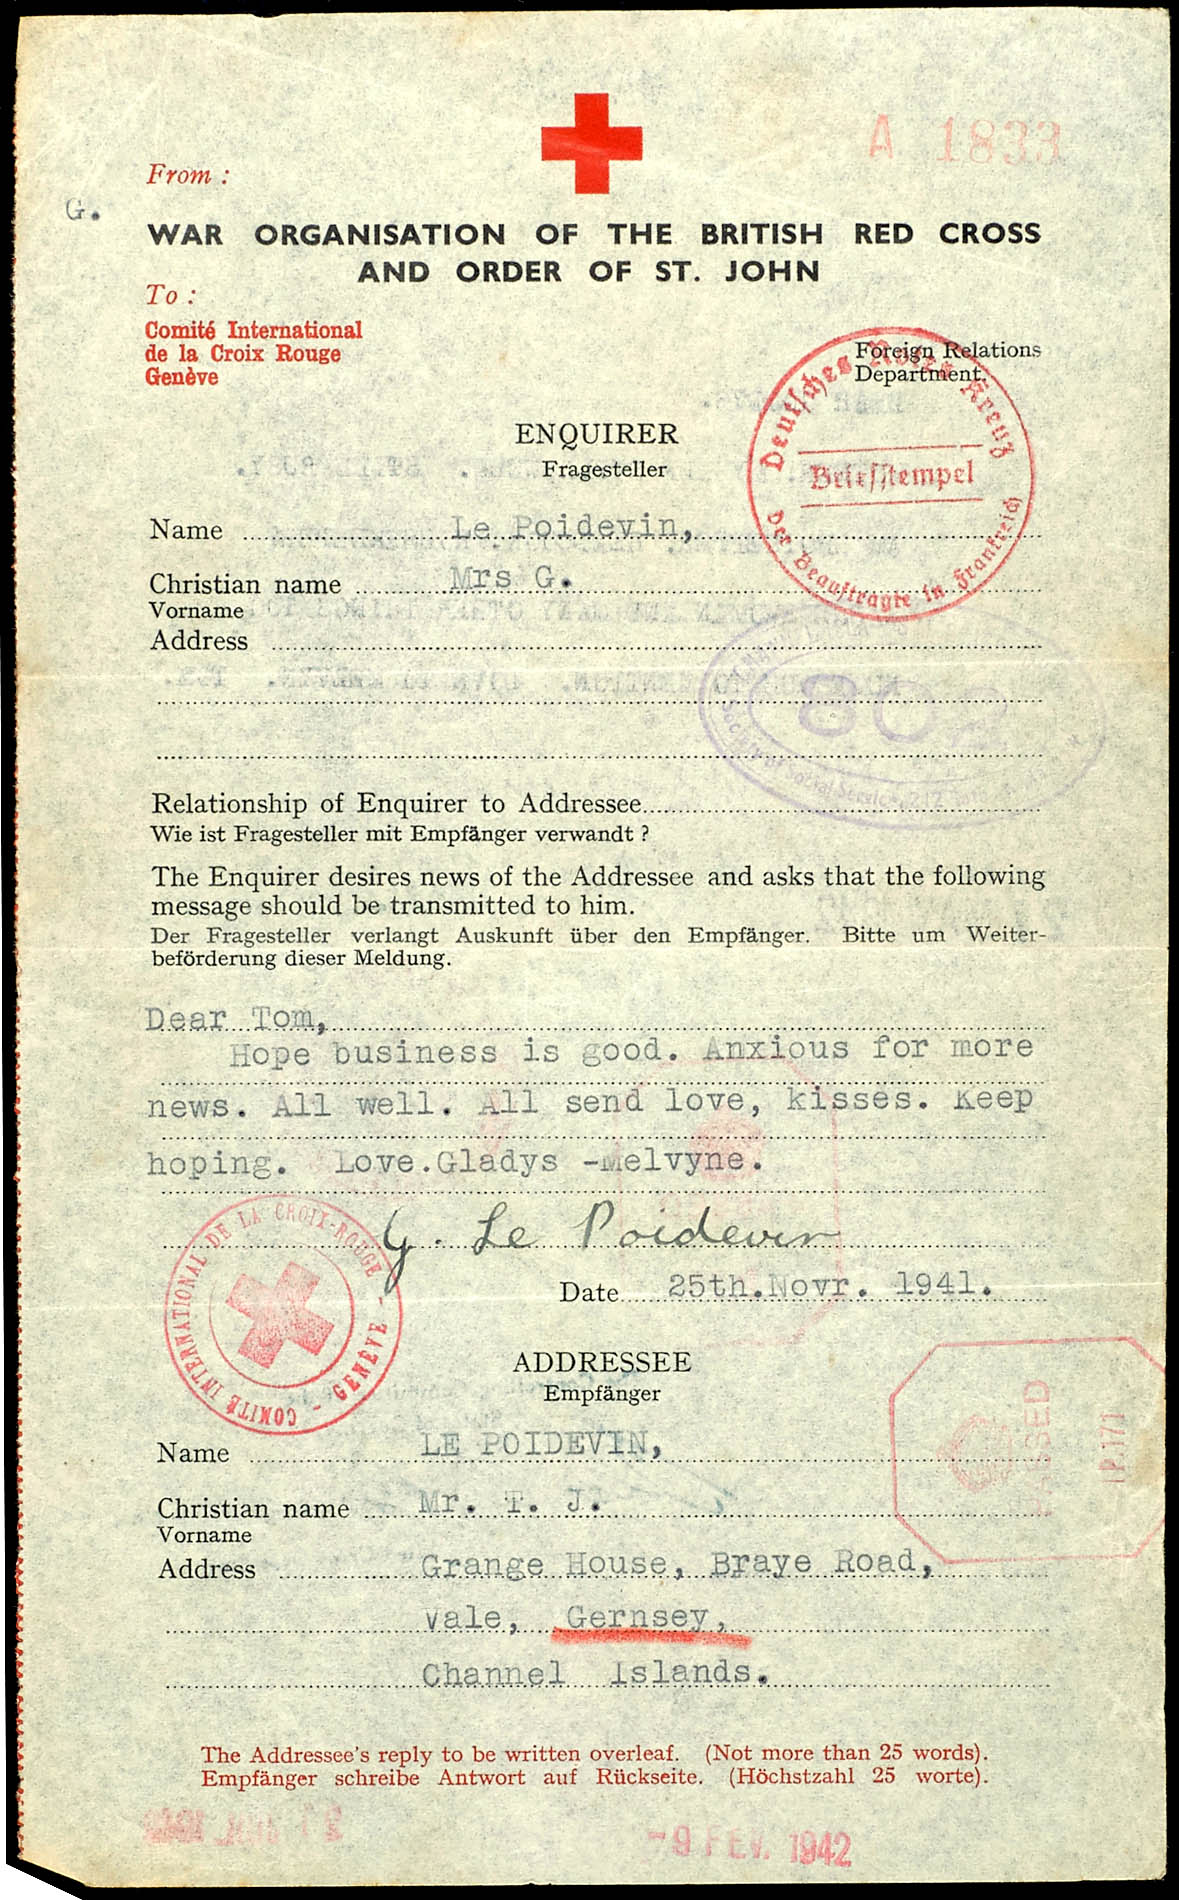 A 1833
From :
G.
WAR ORGANISATION OF THE BRITISH RED CROSS
AND ORDER OF ST. JOHN
To :
Comité International
de la Croix Rouge
Genève
Foreign Relations
Department.
Deutsches Rotes Kreuz
Briefstempel
Der Beauftragte in Frankreich
ENQUIRER
Fragesteller
Name Le Poidevin,
Christian name Mrs G.
Vorname
Address
802
Society of Social Service
Relationship of Enquirer to Addressee
Wie ist Fragesteller mit Empfänger verwandt ?
The Enquirer desires news of the Addressee and asks that the following
message should be transmitted to him.
Der Fragesteller verlangt Auskunft über den Empfänger. Bitte um Weiter-
beförderung dieser Meldung.
Dear Tom,
Hope business is good. Anxious for more
news. All well. All send love, kisses. Keep
hoping. Love.Gladys -Melvyne.
G. Le Poidevin
Date 25th.Novr. 1941.
COMITÉ INTERNATIONAL DE LA CROIX-ROUGE - GENÈVE -
ADDRESSEE
Empfänger
Name LE POIDEVIN,
Christian name Mr. T. J.
Vorname
PASSED
P.171
Address Grange House, Braye Road,
Vale, Gernsey,
Channel Islands.
The Addressee's reply to be written overleaf. (Not more than 25 words).
Empfänger schreibe Antwort auf Rückseite. (Höchstzahl 25 worte).
-9 FEV. 1942